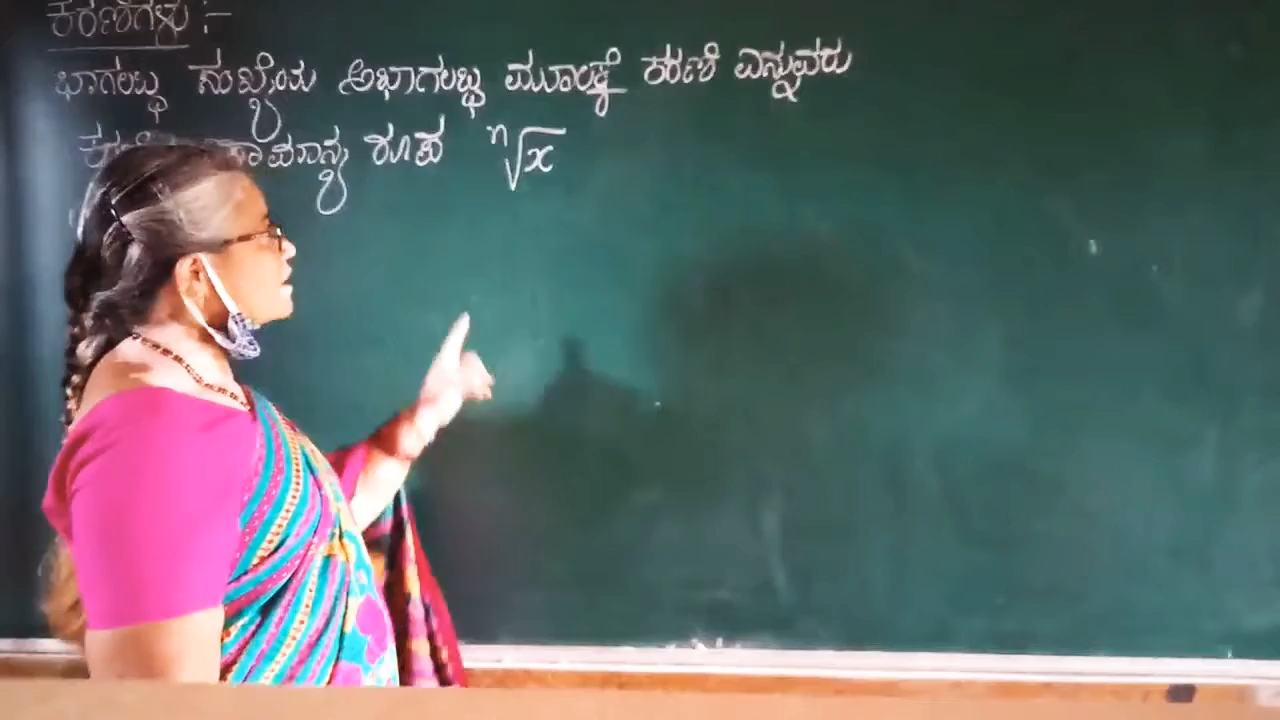 ಕರಣಿಗಳು :-
ಭಾಗಲಬ್ಧ ಸಂಖ್ಯೆಯ ಅಭಾಗಲಬ್ಧ ಮೂಲಕ್ಕೆ ಕರಣಿ ಎನ್ನುವರು
ರೂಪ ⁿ√x